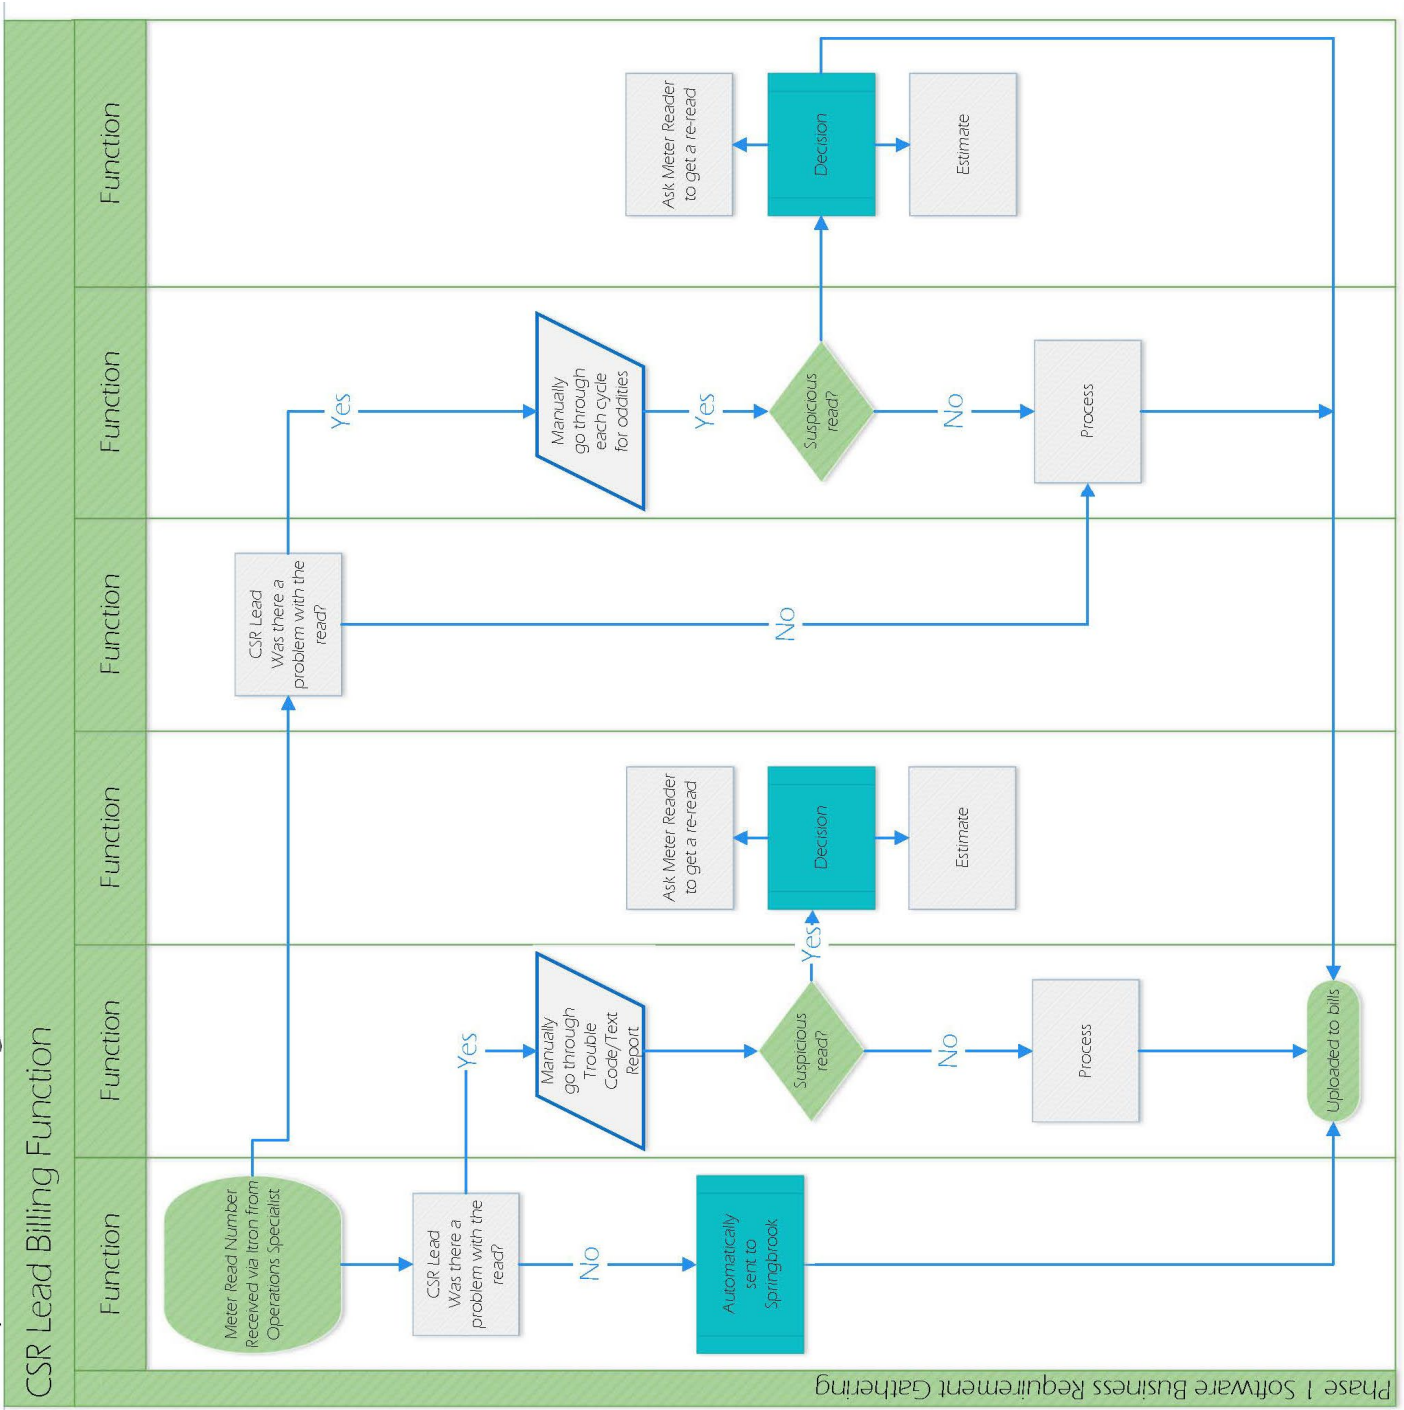 CSR Lead Billing Function
Phase 1 Software Business Requirement Gathering
Function
Function
Function
Function
Function
Function
Meter Read Number
Received via Itron from
Operations Specialist
CSR Lead
Was there a
problem with the
read?
No
Automatically
sent to
Springbrook
Yes
Manually
go through
Trouble
Code/Text
Report
Suspicious
read?
No
Process
Uploaded to bills
Yes
Ask Meter Reader
to get a re-read
Decision
Estimate
CSR Lead
Was there a
problem with the
read?
No
Yes
Manually
go through
each cycle
for oddities
Yes
Suspicious
read?
No
Process
Ask Meter Reader
to get a re-read
Decision
Estimate